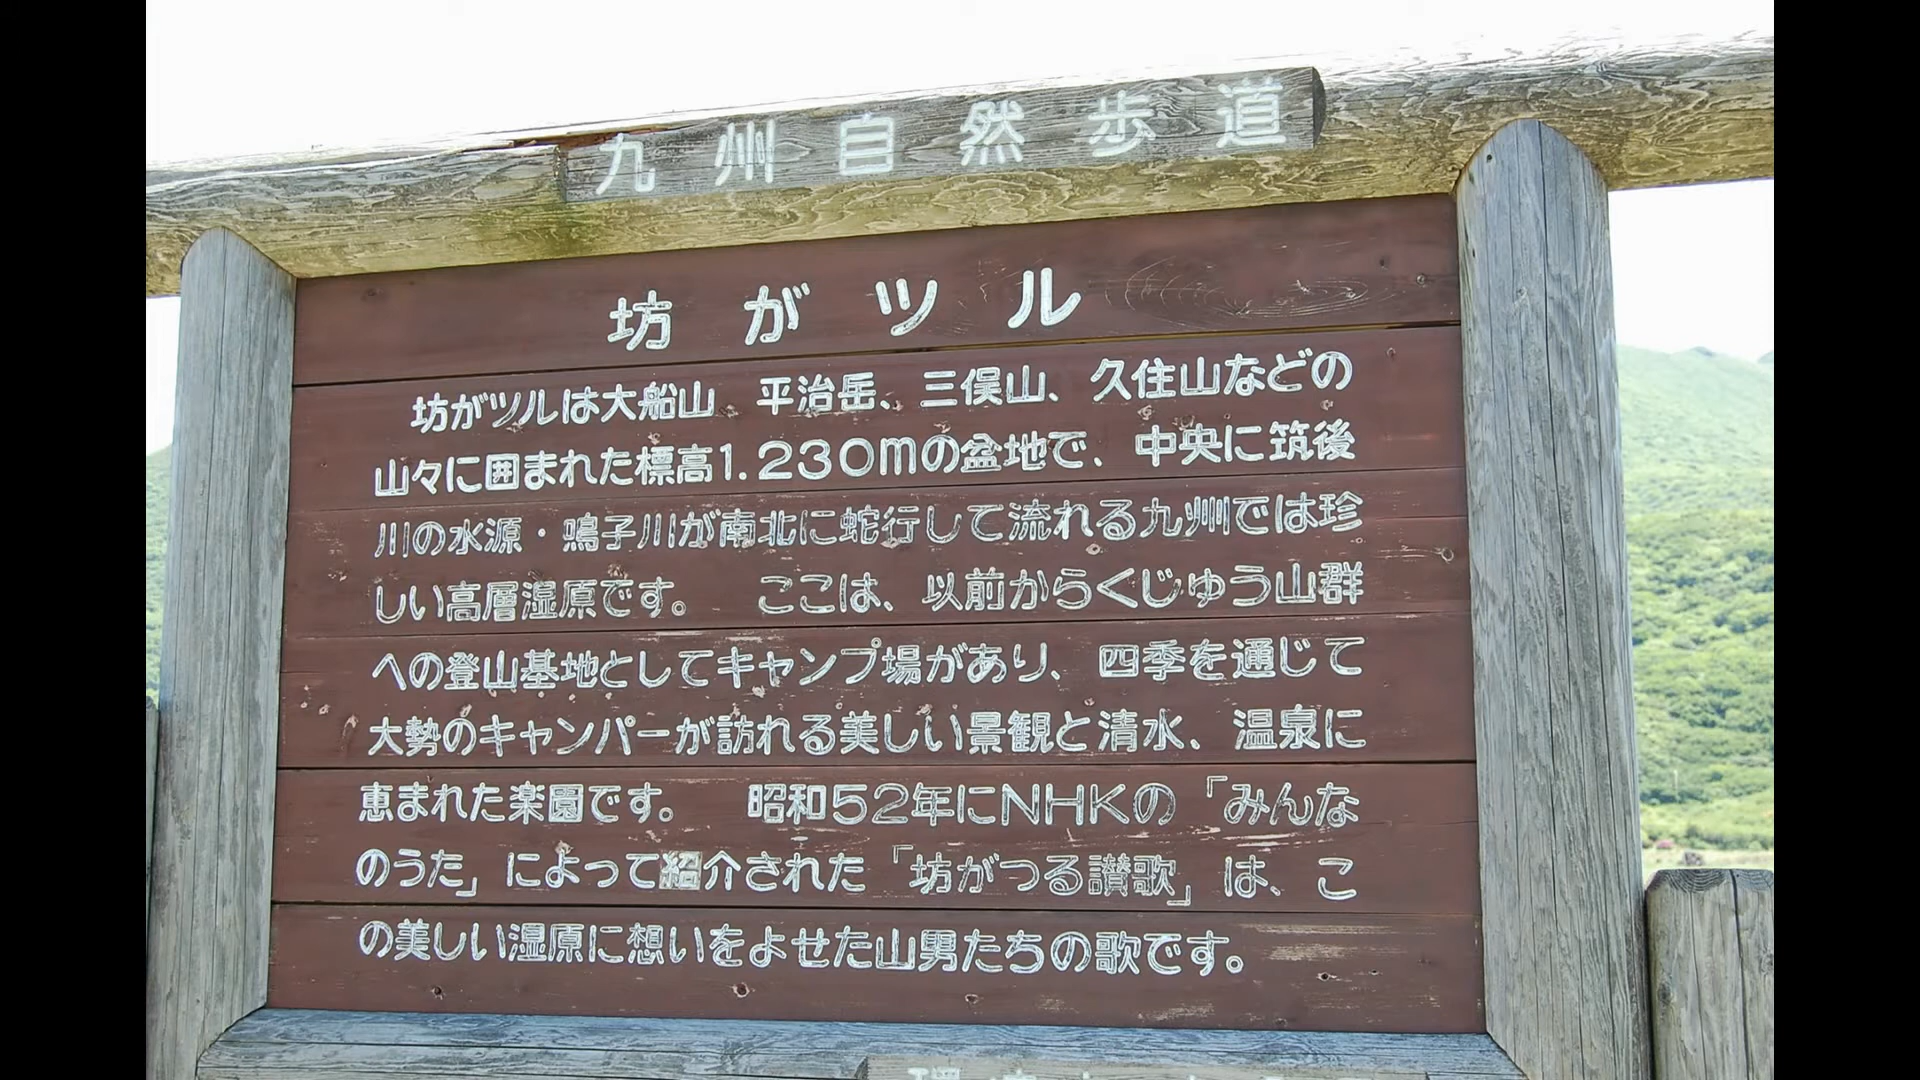 九州自然歩道
坊がツル
坊がツルは大船山 平治岳、三俣山、久住山などの
山々に囲まれた標高1.230mの盆地で、中央に筑後
川の水源・鳴子川が南北に蛇行して流れる九州では珍
しい高層湿原です。 ここは、以前からくじゅう山群
への登山基地としてキャンプ場があり、四季を通じて
大勢のキャンパーが訪れる美しい景観と清水、温泉に
恵まれた楽園です。 昭和52年にNHKの「みんな
のうた」によって紹介された「坊がつる讃歌」は、こ
の美しい湿原に想いをよせた山男たちの歌です。